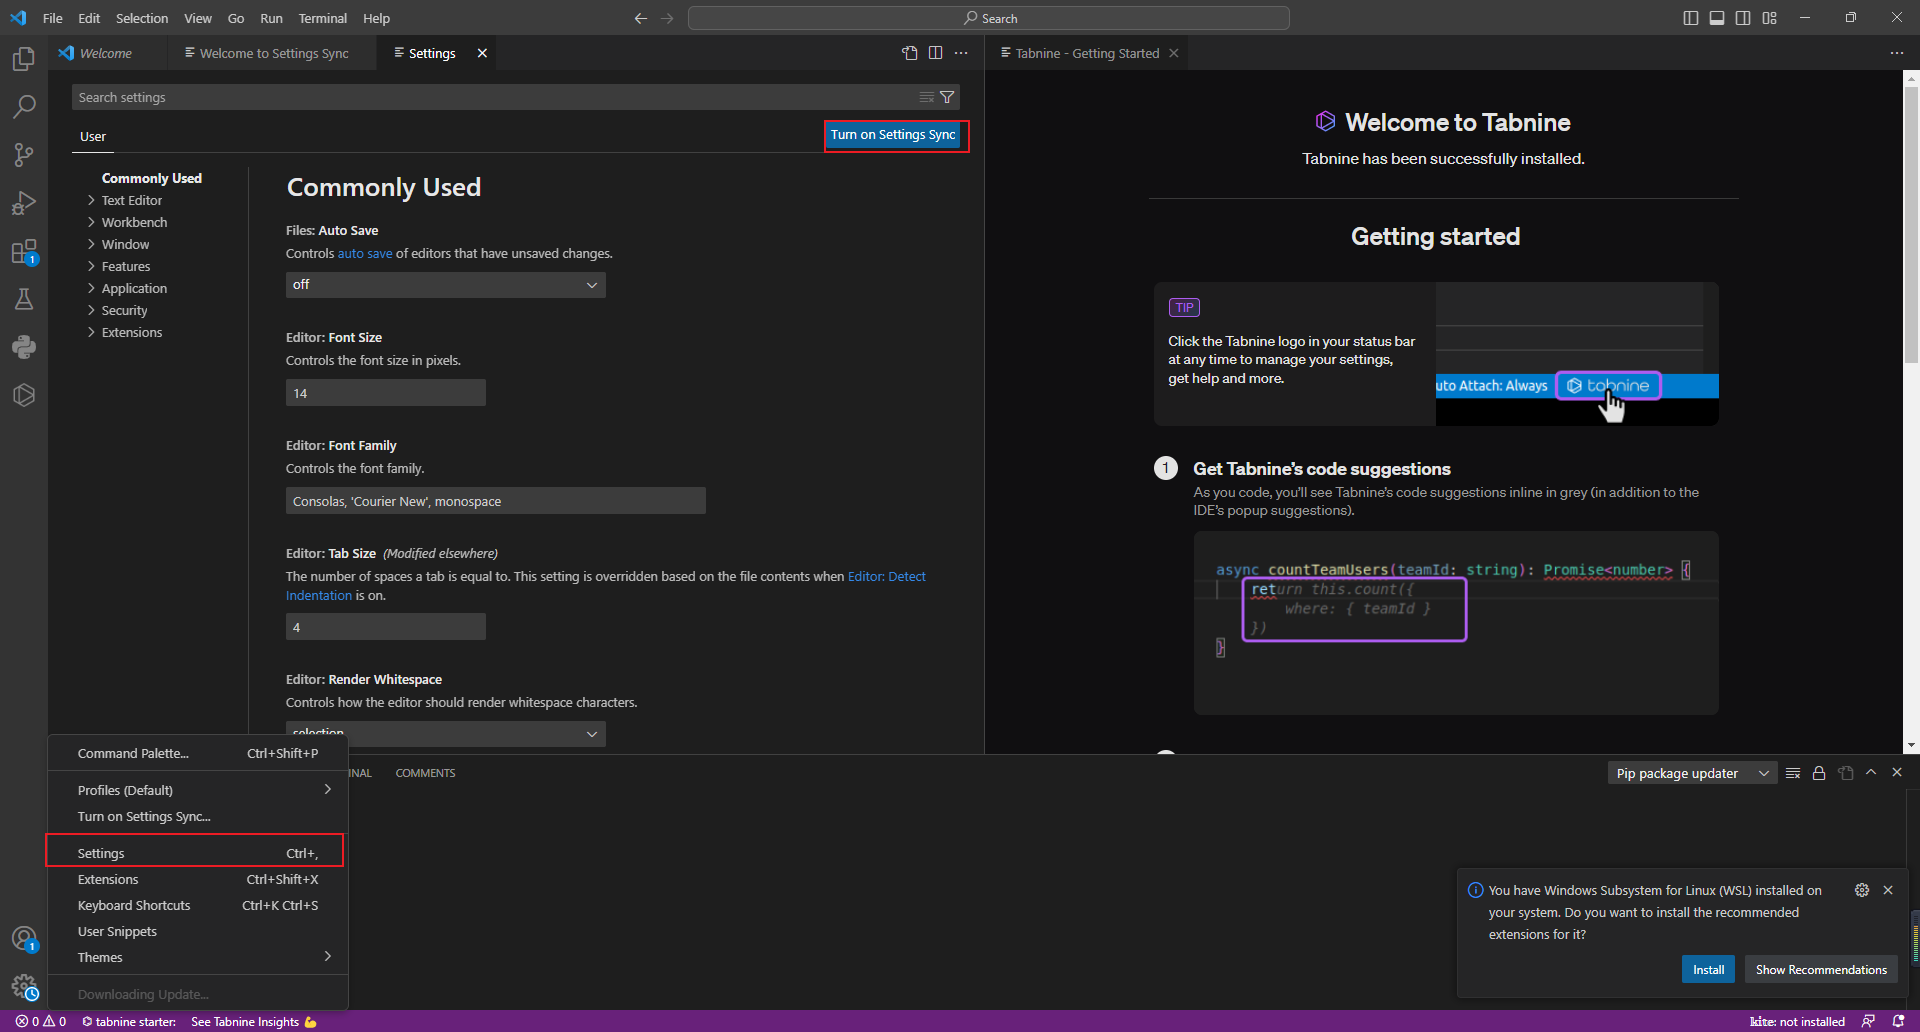 File Edit Selection View Go Run Terminal Help
Search
Welcome
Welcome to Settings Sync
Settings
Tabnine - Getting Started
Search settings
User
Turn on Settings Sync
Commonly Used
Text Editor
Workbench
Window
Features
Application
Security
Extensions
Commonly Used
Files: Auto Save
Controls auto save of editors that have unsaved changes.
off
Editor: Font Size
Controls the font size in pixels.
14
Editor: Font Family
Controls the font family.
Consolas, 'Courier New', monospace
Editor: Tab Size (Modified elsewhere)
The number of spaces a tab is equal to. This setting is overridden based on the file contents when Editor: Detect
Indentation is on.
4
Editor: Render Whitespace
Controls how the editor should render whitespace characters.
selection
Welcome to Tabnine
Tabnine has been successfully installed.
Getting started
TIP
Click the Tabnine logo in your status bar
at any time to manage your settings,
get help and more.
uto Attach: Always
tabnine
1
Get Tabnine's code suggestions
As you code, you'll see Tabnine's code suggestions inline in grey (in addition to the
IDE's popup suggestions).
async countTeamUsers(teamId: string): Promise<number> {
return this.count({
where: { teamId }
})
}
1
Command Palette... Ctrl+Shift+P
Profiles (Default)
Turn on Settings Sync...
Settings Ctrl+,
Extensions Ctrl+Shift+X
Keyboard Shortcuts Ctrl+K Ctrl+S
User Snippets
Themes
Downloading Update...
1
INAL
COMMENTS
Pip package updater
You have Windows Subsystem for Linux (WSL) installed on
your system. Do you want to install the recommended
extensions for it?
Install
Show Recommendations
0 0 tabnine starter: See Tabnine Insights 💪
kite: not installed